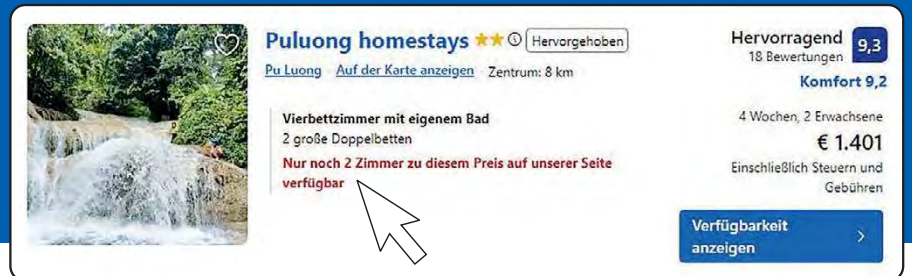 Puluong homestays Hervorgehoben
Pu Luong Auf der Karte anzeigen Zentrum: 8 km
Vierbettzimmer mit eigenem Bad
2 große Doppelbetten
Nur noch 2 Zimmer zu diesem Preis auf unserer Seite
verfügbar
Hervorragend 9,3
18 Bewertungen
Komfort 9,2
4 Wochen, 2 Erwachsene
€ 1.401
Einschließlich Steuern und
Gebühren
Verfügbarkeit
anzeigen